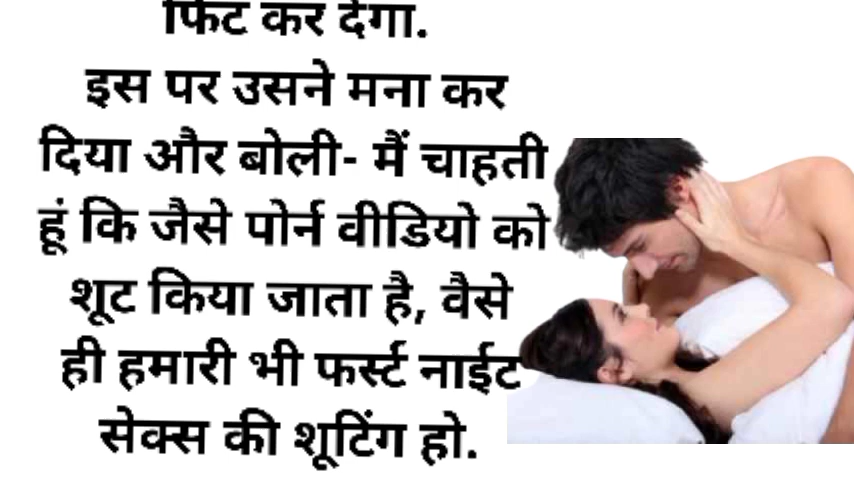 फिट कर देगा.
इस पर उसने मना कर
दिया और बोली- मैं चाहती
हूं कि जैसे पोर्न वीडियो को
शूट किया जाता है, वैसे
ही हमारी भी फर्स्ट नाईट
सेक्स की शूटिंग हो.